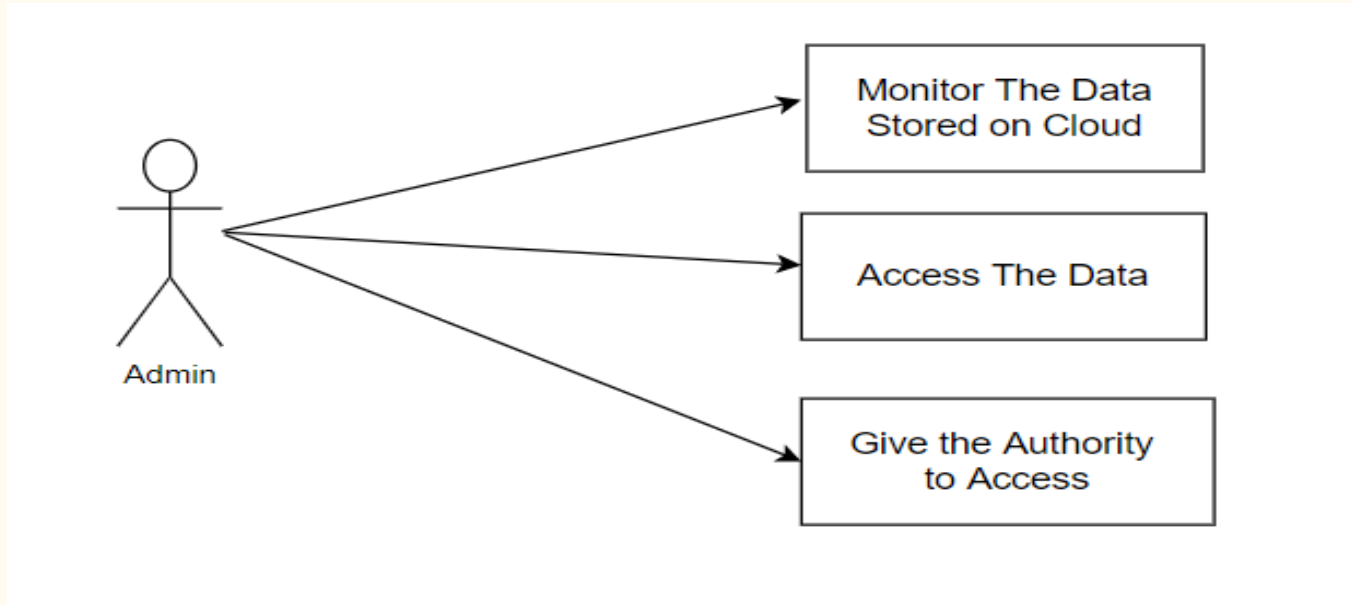 Monitor The Data
Stored on Cloud
Access The Data
Admin
Give the Authority
to Access